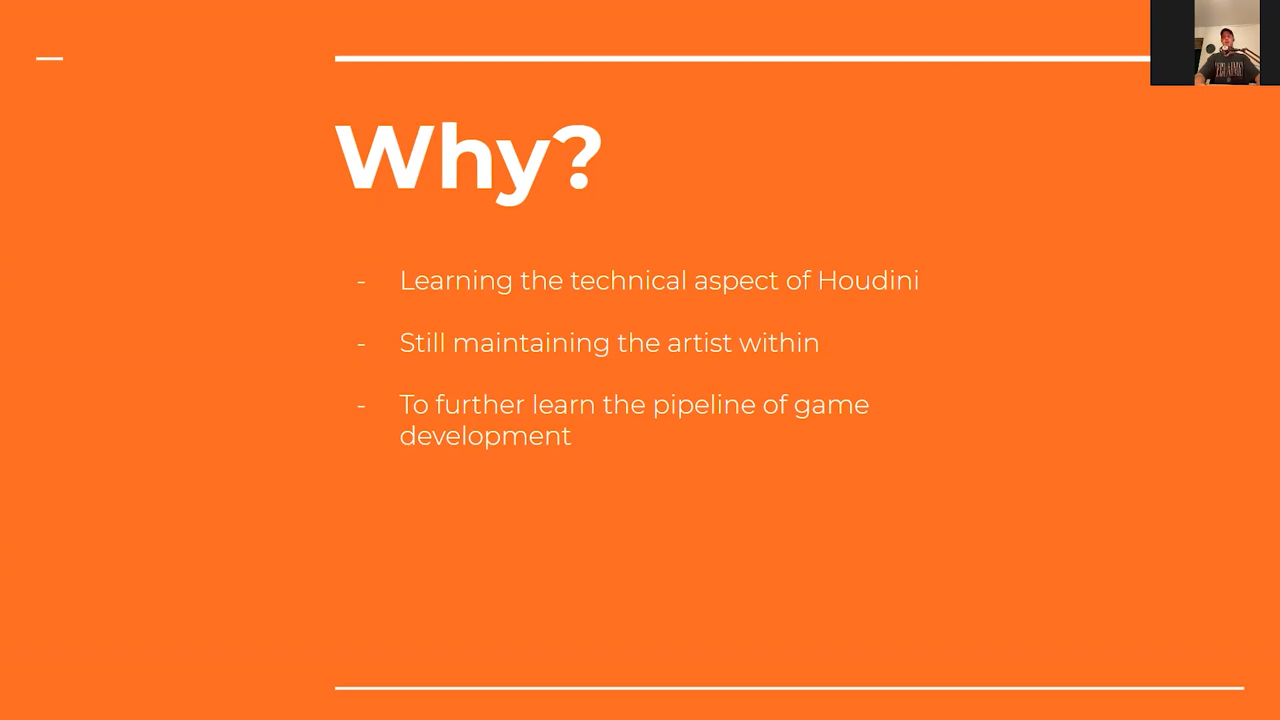 Why?
- Learning the technical aspect of Houdini
- Still maintaining the artist within
- To further learn the pipeline of game
development